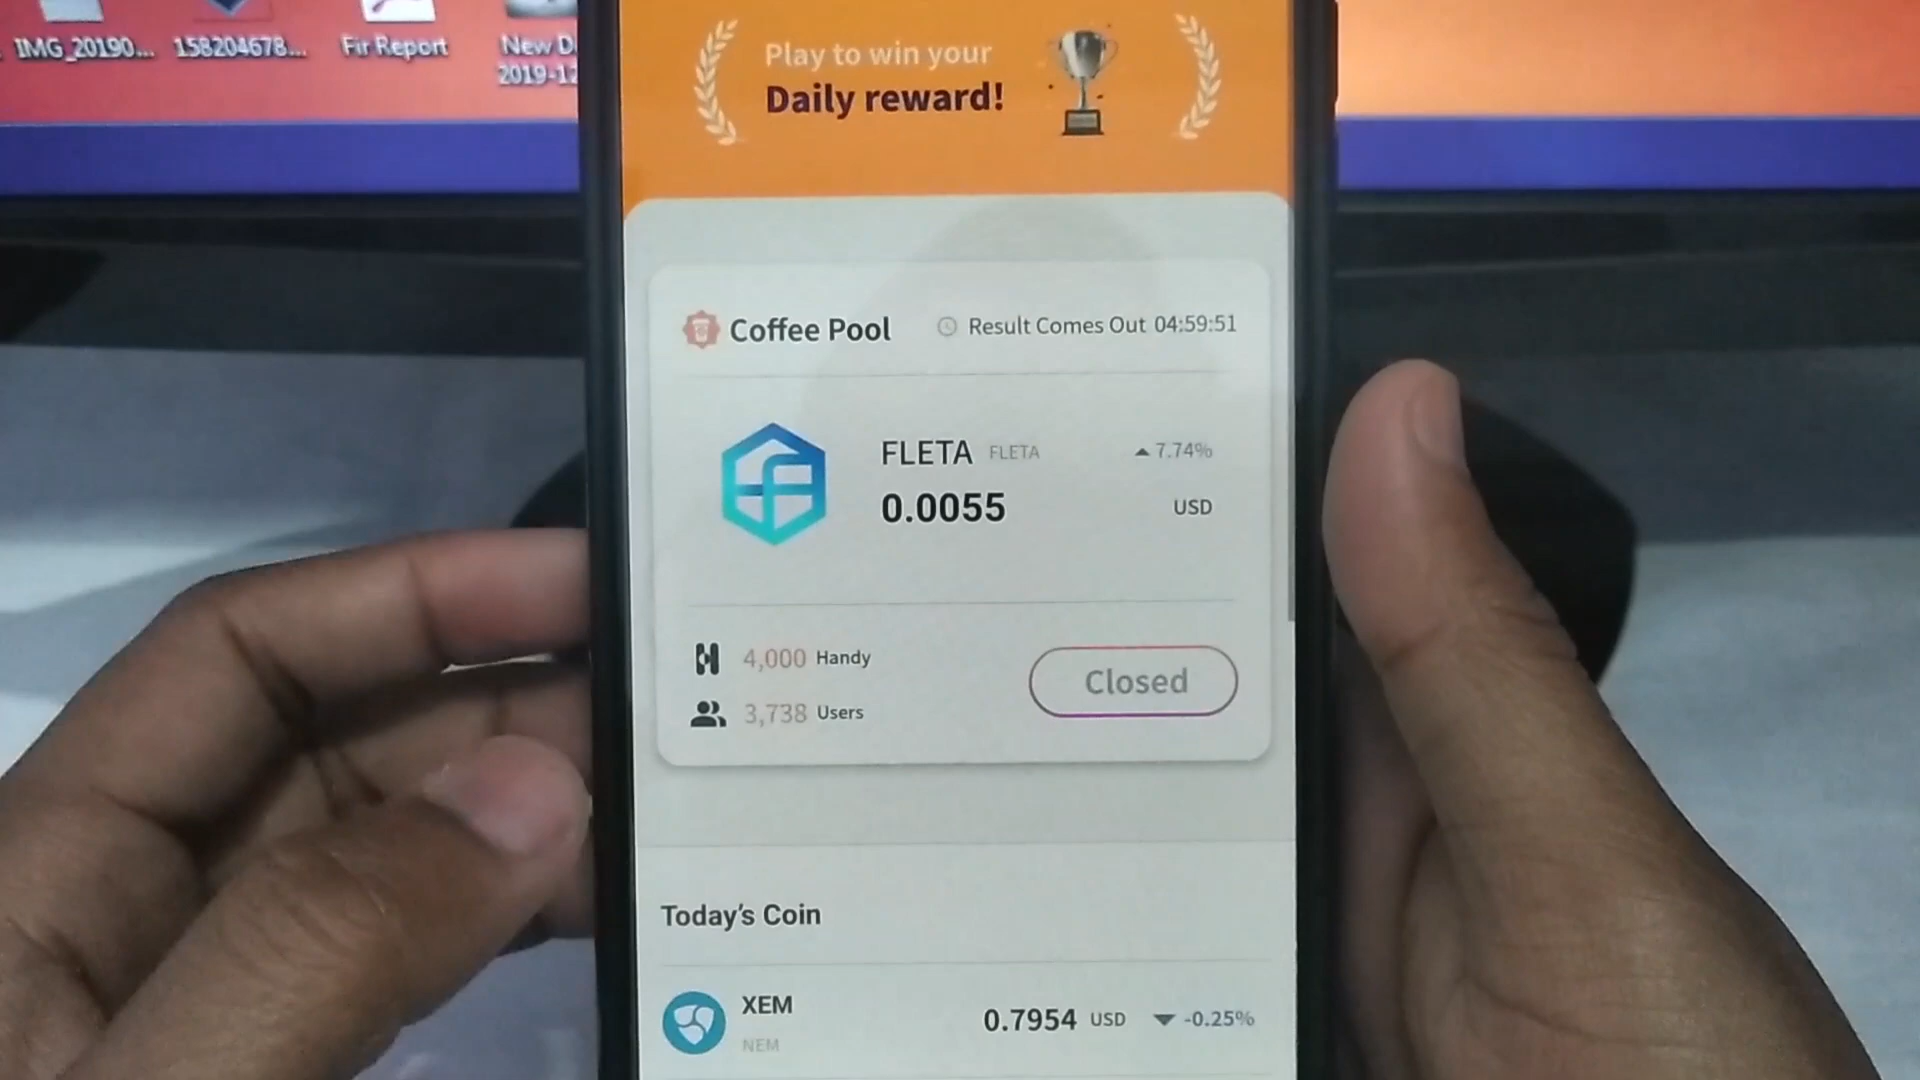 IMG_20190...
158204678...
Fir Report
New D
2019-12
Play to win your
Daily reward!
Coffee Pool
Result Comes Out 04:59:51
FLETA FLETA
7.74%
0.0055
USD
4,000 Handy
3,738 Users
Closed
Today's Coin
XEM
0.7954 USD
-0.25%
NEM